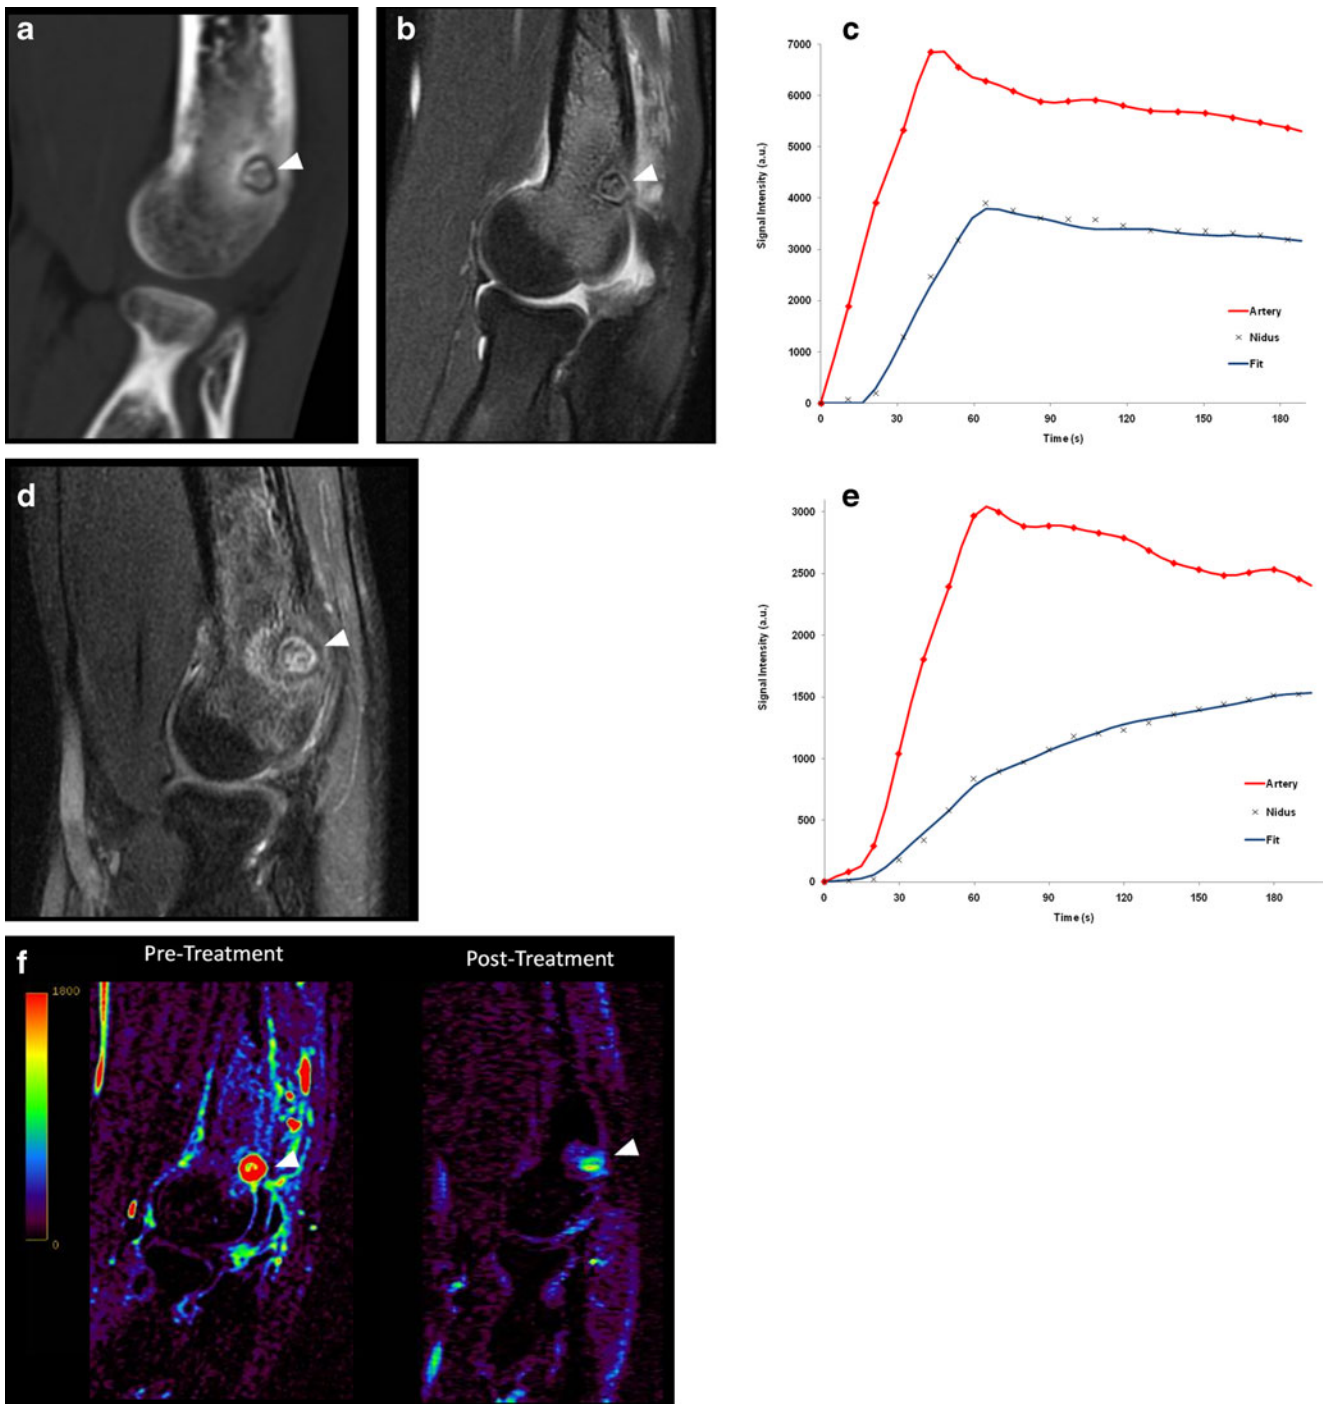 a
b
c
7000
6000
5000
4000
3000
2000
1000
0
Signal Intensity (a.u.)
0 30 60 90 120 150 180
Time (s)
Artery
Nidus
Fit
d
e
3000
2500
2000
1500
1000
500
0
Signal Intensity (a.u.)
0 30 60 90 120 150 180
Time (s)
Artery
Nidus
Fit
f
Pre-Treatment
Post-Treatment
1800
0